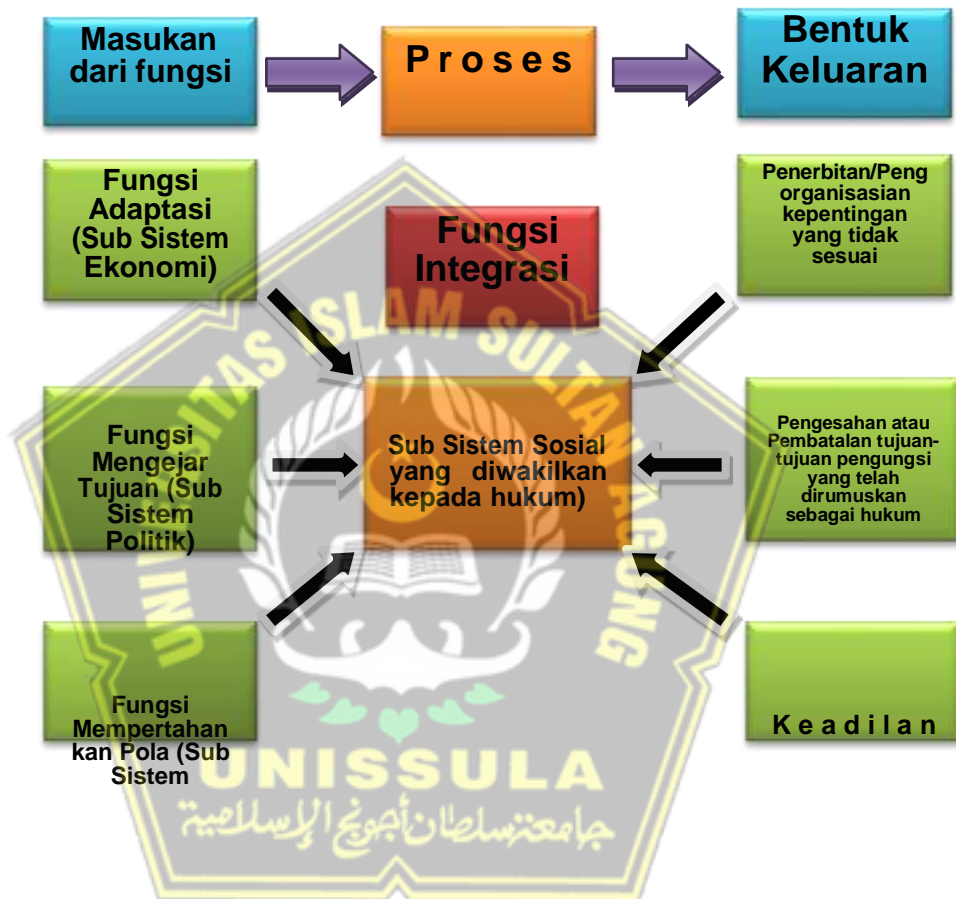 Masukan
dari fungsi
P r o s e s
Bentuk
Keluaran
Fungsi
Adaptasi
(Sub Sistem
Ekonomi)
Fungsi
Integrasi
Penerbitan/Peng
organisasian
kepentingan
yang tidak
sesuai
Fungsi
Mengejar
Tujuan (Sub
Sistem
Politik)
Sub Sistem Sosial
yang diwakilkan
kepada hukum)
Pengesahan atau
Pembatalan tujuan-
tujuan pengungsi
yang telah
dirumuskan
sebagai hukum
Fungsi
Mempertahan
kan Pola (Sub
Sistem
K e a d i l a n
UNIVERSITAS ISLAM SULTAN AGUNG
UNISSULA
جامعتنسلطان أجونج الإسلامية